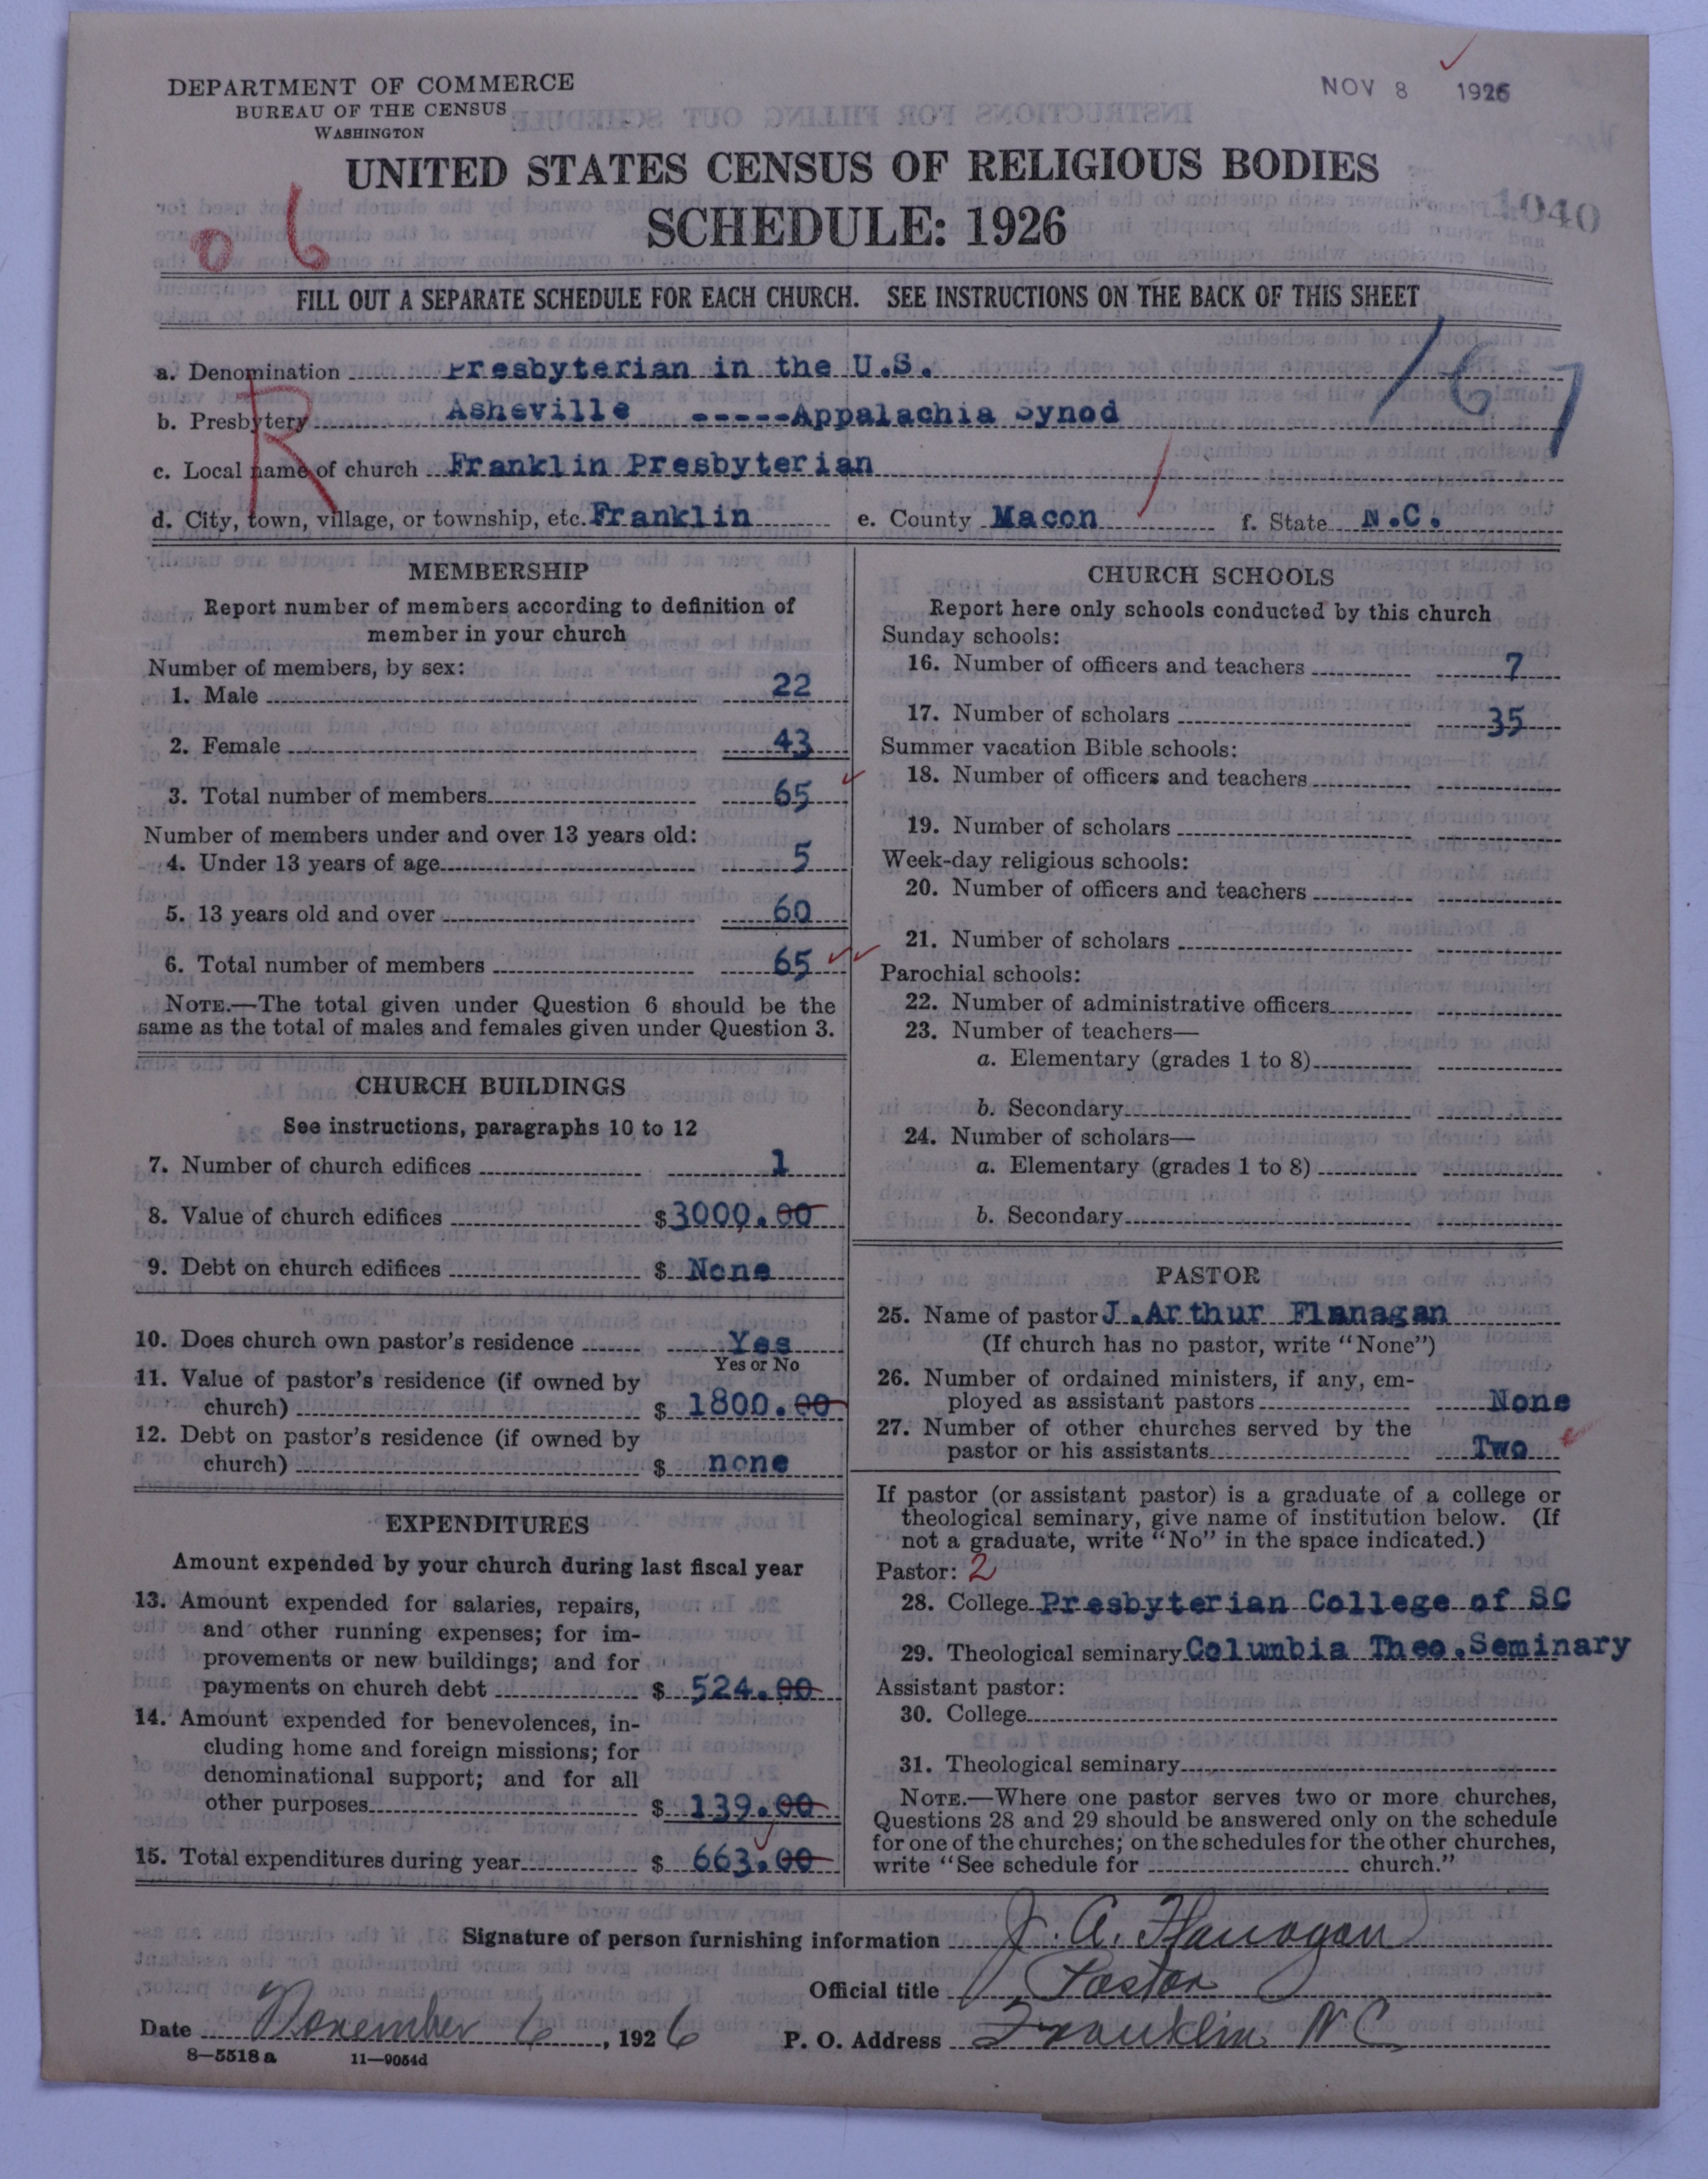 DEPARTMENT OF COMMERCE
BUREAU OF THE CENSUS
WASHINGTON
NOV 8 1926
UNITED STATES CENSUS OF RELIGIOUS BODIES
SCHEDULE: 1926
1040
0 6
FILL OUT A SEPARATE SCHEDULE FOR EACH CHURCH. SEE INSTRUCTIONS ON THE BACK OF THIS SHEET
167
R
a. Denomination Presbyterian in the U.S.
b. Presbytery Asheville -----Appalachia Synod
c. Local name of church Franklin Presbyterian
d. City, town, village, or township, etc. Franklin e. County Macon f. State N.C.
MEMBERSHIP
Report number of members according to definition of
member in your church
Number of members, by sex:
1. Male 22
2. Female 43
3. Total number of members 65
Number of members under and over 13 years old:
4. Under 13 years of age 5
5. 13 years old and over 60
6. Total number of members 65
NOTE.—The total given under Question 6 should be the
same as the total of males and females given under Question 3.
CHURCH BUILDINGS
See instructions, paragraphs 10 to 12
7. Number of church edifices 1
8. Value of church edifices $3000.00
9. Debt on church edifices $ None
10. Does church own pastor's residence Yes
Yes or No
11. Value of pastor's residence (if owned by
church) $ 1800.00
12. Debt on pastor's residence (if owned by
church) $ none
EXPENDITURES
Amount expended by your church during last fiscal year
13. Amount expended for salaries, repairs,
and other running expenses; for im-
provements or new buildings; and for
payments on church debt $ 524.00
14. Amount expended for benevolences, in-
cluding home and foreign missions; for
denominational support; and for all
other purposes $ 139.00
15. Total expenditures during year $ 663.00
CHURCH SCHOOLS
Report here only schools conducted by this church
Sunday schools:
16. Number of officers and teachers 7
17. Number of scholars 35
Summer vacation Bible schools:
18. Number of officers and teachers
19. Number of scholars
Week-day religious schools:
20. Number of officers and teachers
21. Number of scholars
Parochial schools:
22. Number of administrative officers
23. Number of teachers—
a. Elementary (grades 1 to 8)
b. Secondary
24. Number of scholars—
a. Elementary (grades 1 to 8)
b. Secondary
PASTOR
25. Name of pastor J.Arthur Flanagan
(If church has no pastor, write "None")
26. Number of ordained ministers, if any, em-
ployed as assistant pastors None
27. Number of other churches served by the
pastor or his assistants Two
If pastor (or assistant pastor) is a graduate of a college or
theological seminary, give name of institution below. (If
not a graduate, write "No" in the space indicated.)
Pastor: 2
28. College Presbyterian College of SC
29. Theological seminary Columbia Theo.Seminary
Assistant pastor:
30. College
31. Theological seminary
NOTE.—Where one pastor serves two or more churches,
Questions 28 and 29 should be answered only on the schedule
for one of the churches; on the schedules for the other churches,
write "See schedule for church."
Signature of person furnishing information J. A. Flanagan
Official title Pastor
Date November 6, 1926 P. O. Address Franklin N C
8—5518a 11—9054d